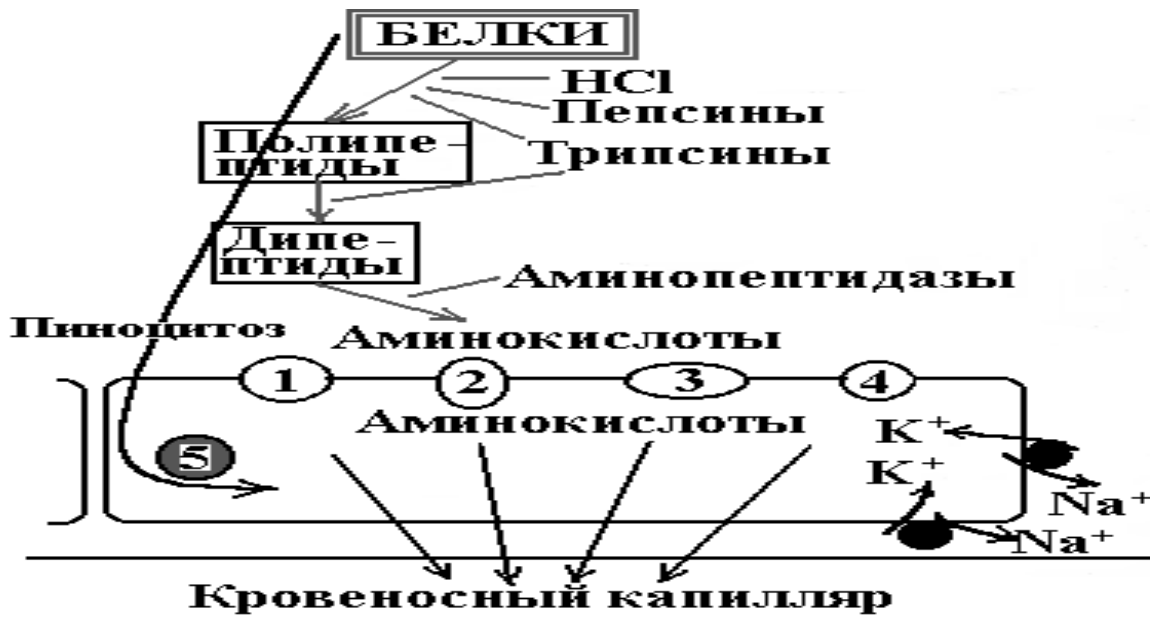 БЕЛКИ
HCl
Пепсины
Полипе-
птиды
Трипсины
Дипе-
птиды
Аминопептидазы
Пиноцитоз
Аминокислоты
1
2
3
4
Аминокислоты
K⁺
5
K⁺
Na⁺
Na⁺
Кровеносный капилляр